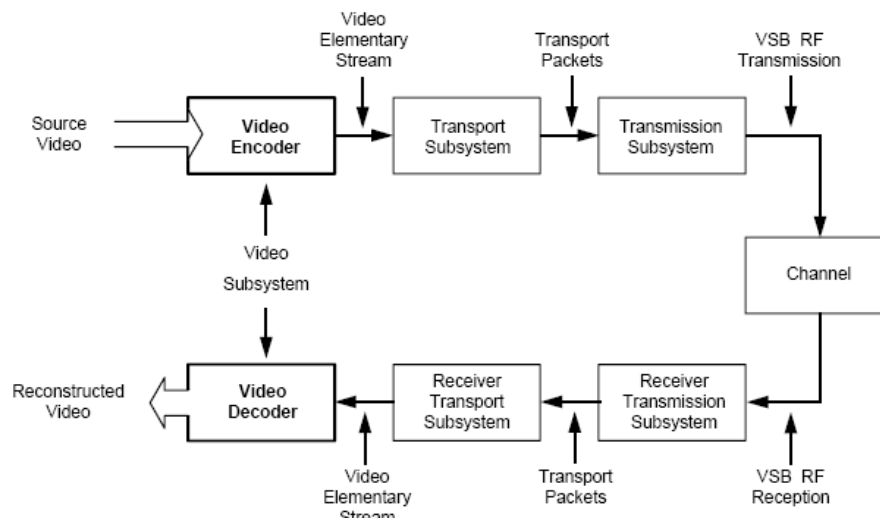 Video
Elementary
Stream
Transport
Packets
VSB RF
Transmission
Source
Video
Video
Encoder
Transport
Subsystem
Transmission
Subsystem
Video
Subsystem
Channel
Reconstructed
Video
Video
Decoder
Receiver
Transport
Subsystem
Receiver
Transmission
Subsystem
Video
Elementary
Stream
Transport
Packets
VSB RF
Reception